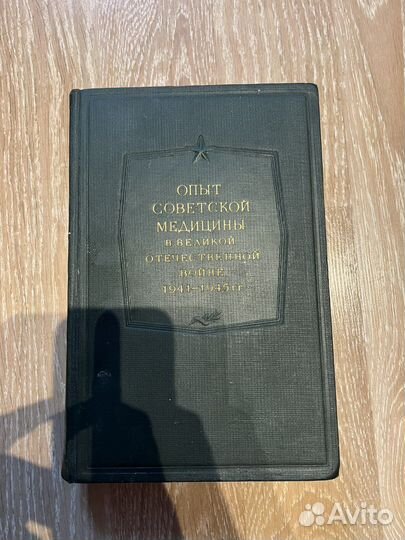 ОПЫТ
СОВЕТСКОЙ
МЕДИЦИНЫ
В ВЕЛИКОЙ
ОТЕЧЕСТВЕННОЙ
ВОЙНЕ
1941–1945 гг
Avito